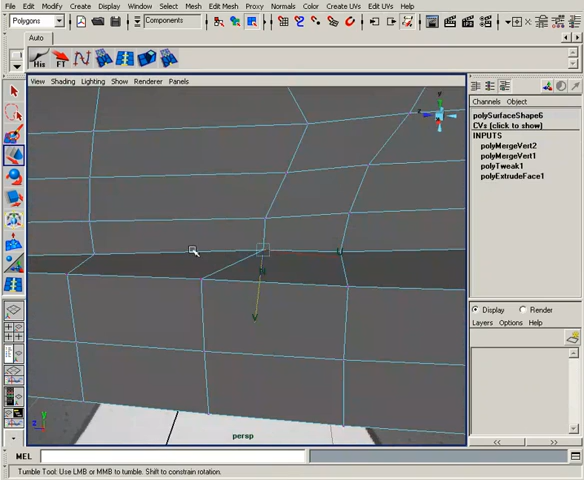 File Edit Modify Create Display Window Select Mesh Edit Mesh Proxy Normals Color Create UVs Edit UVs Help
Polygons
Components
Auto
His FT
View Shading Lighting Show Renderer Panels
Channels Object
polySurfaceShape6
CVs (click to show)
INPUTS
polyMergeVert2
polyMergeVert1
polyTweak1
polyExtrudeFace1
Display Render
Layers Options Help
persp
MEL
Tumble Tool: Use LMB or MMB to tumble. Shift to constrain rotation.